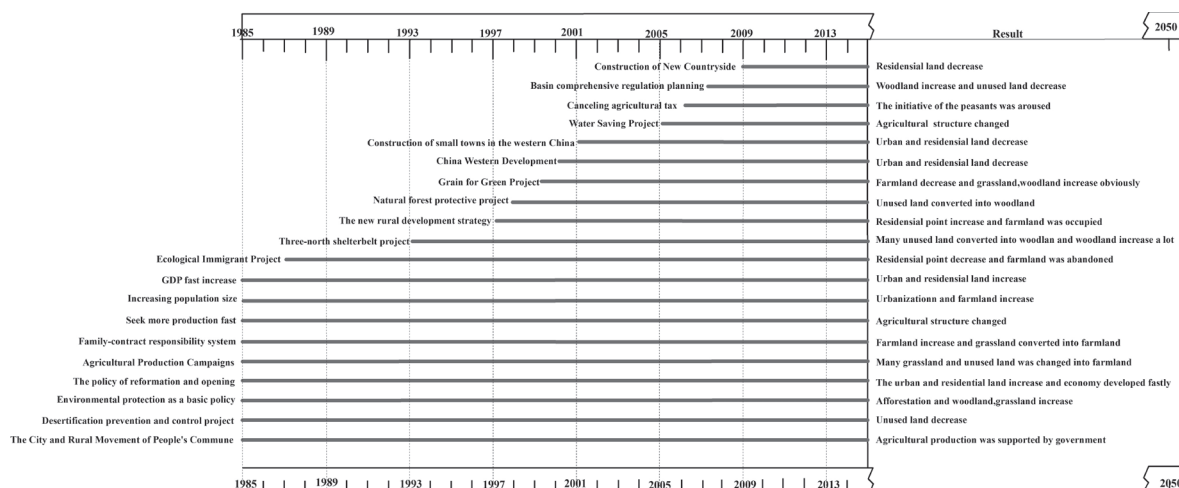 1985 1989 1993 1997 2001 2005 2009 2013 Result 2050
Construction of New Countryside Residensial land decrease
Basin comprehensive regulation planning Woodland increase and unused land decrease
Canceling agricultural tax The initiative of the peasants was aroused
Water Saving Project Agricultural structure changed
Construction of small towns in the western China Urban and residensial land decrease
China Western Development Urban and residensial land decrease
Grain for Green Project Farmland decrease and grassland,woodland increase obviously
Natural forest protective project Unused land converted into woodland
The new rural development strategy Residensial point increase and farmland was occupied
Three-north shelterbelt project Many unused land converted into woodlan and woodland increase a lot
Ecological Immigrant Project Residensial point decrease and farmland was abandoned
GDP fast increase Urban and residensial land increase
Increasing population size Urbanizationn and farmland increase
Seek more production fast Agricultural structure changed
Family-contract responsibility system Farmland increase and grassland converted into farmland
Agricultural Production Campaigns Many grassland and unused land was changed into farmland
The policy of reformation and opening The urban and residential land increase and economy developed fastly
Environmental protection as a basic policy Afforestation and woodland,grassland increase
Desertification prevention and control project Unused land decrease
The City and Rural Movement of People's Commune Agricultural production was supported by government
1985 1989 1993 1997 2001 2005 2009 2013 2050